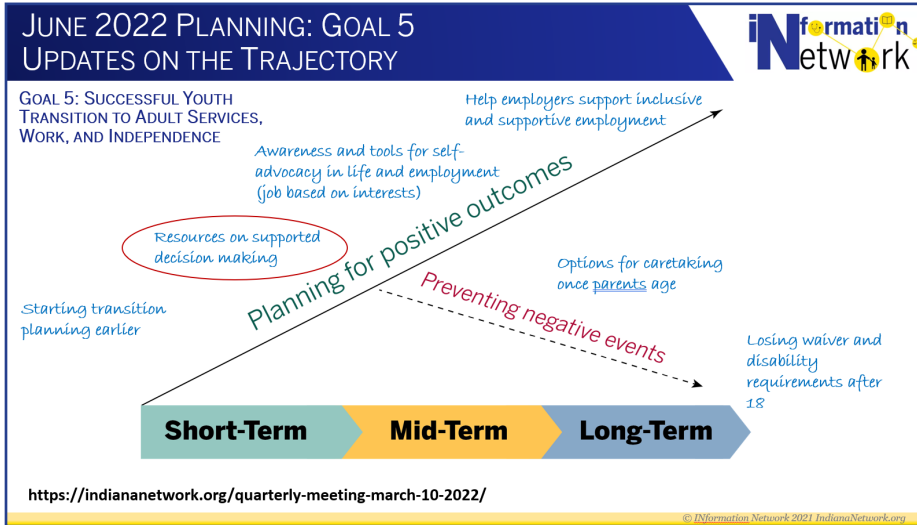 JUNE 2022 PLANNING: GOAL 5
UPDATES ON THE TRAJECTORY
iNformation
Network
GOAL 5: SUCCESSFUL YOUTH
TRANSITION TO ADULT SERVICES,
WORK, AND INDEPENDENCE
Help employers support inclusive
and supportive employment
Awareness and tools for self-
advocacy in life and employment
(job based on interests)
Resources on supported
decision making
Planning for positive outcomes
Options for caretaking
once parents age
Preventing negative events
Starting transition
planning earlier
Losing waiver and
disability
requirements after
18
Short-Term
Mid-Term
Long-Term
https://indiananetwork.org/quarterly-meeting-march-10-2022/
© INformation Network 2021 IndianaNetwork.org